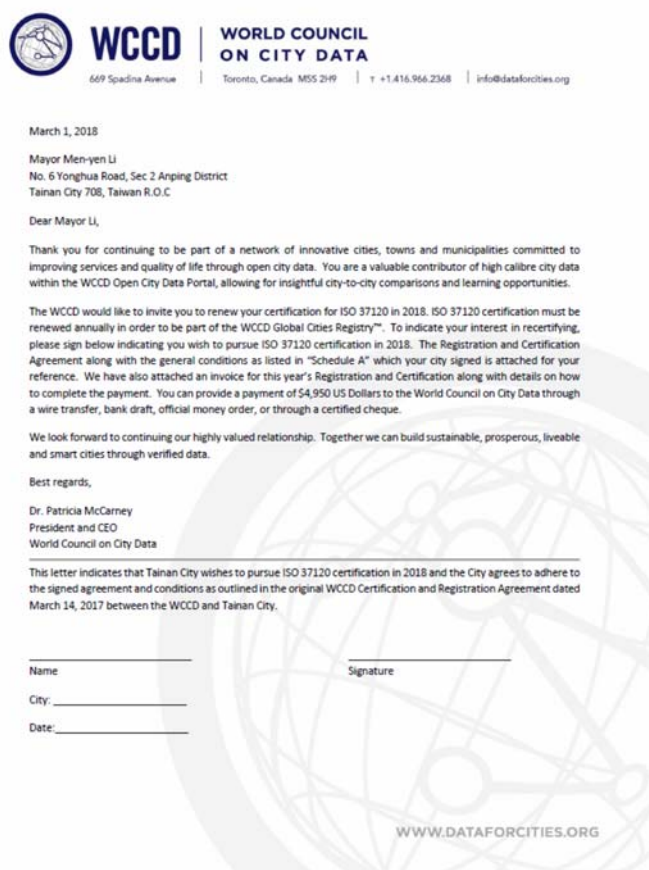 WCCD
WORLD COUNCIL
ON CITY DATA
669 Spadina Avenue | Toronto, Canada M5S 2H9 | T +1.416.966.2368 | info@dataforcities.org
March 1, 2018
Mayor Men-yen Li
No. 6 Yonghua Road, Sec 2 Anping District
Tainan City 708, Taiwan R.O.C
Dear Mayor Li,
Thank you for continuing to be part of a network of innovative cities, towns and municipalities committed to
improving services and quality of life through open city data. You are a valuable contributor of high calibre city data
within the WCCD Open City Data Portal, allowing for insightful city-to-city comparisons and learning opportunities.
The WCCD would like to invite you to renew your certification for ISO 37120 in 2018. ISO 37120 certification must be
renewed annually in order to be part of the WCCD Global Cities Registry™. To indicate your interest in recertifying,
please sign below indicating you wish to pursue ISO 37120 certification in 2018. The Registration and Certification
Agreement along with the general conditions as listed in "Schedule A" which your city signed is attached for your
reference. We have also attached an invoice for this year's Registration and Certification along with details on how
to complete the payment. You can provide a payment of $4,950 US Dollars to the World Council on City Data through
a wire transfer, bank draft, official money order, or through a certified cheque.
We look forward to continuing our highly valued relationship. Together we can build sustainable, prosperous, liveable
and smart cities through verified data.
Best regards,
Dr. Patricia McCarney
President and CEO
World Council on City Data
This letter indicates that Tainan City wishes to pursue ISO 37120 certification in 2018 and the City agrees to adhere to
the signed agreement and conditions as outlined in the original WCCD Certification and Registration Agreement dated
March 14, 2017 between the WCCD and Tainan City.
Name
Signature
City:
Date:
WWW.DATAFORCITIES.ORG